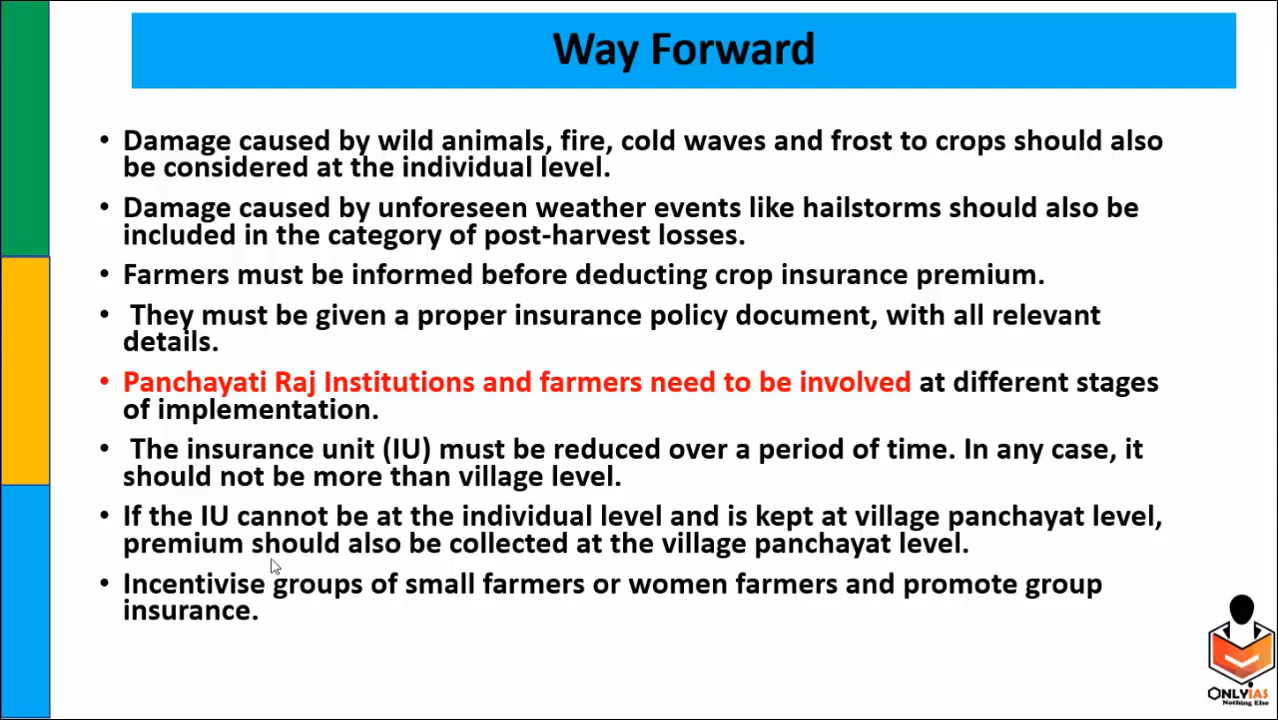 Way Forward
• Damage caused by wild animals, fire, cold waves and frost to crops should also
be considered at the individual level.
• Damage caused by unforeseen weather events like hailstorms should also be
included in the category of post-harvest losses.
• Farmers must be informed before deducting crop insurance premium.
• They must be given a proper insurance policy document, with all relevant
details.
• Panchayati Raj Institutions and farmers need to be involved at different stages
of implementation.
• The insurance unit (IU) must be reduced over a period of time. In any case, it
should not be more than village level.
• If the IU cannot be at the individual level and is kept at village panchayat level,
premium should also be collected at the village panchayat level.
• Incentivise groups of small farmers or women farmers and promote group
insurance.
ONLYIAS
Nothing Else